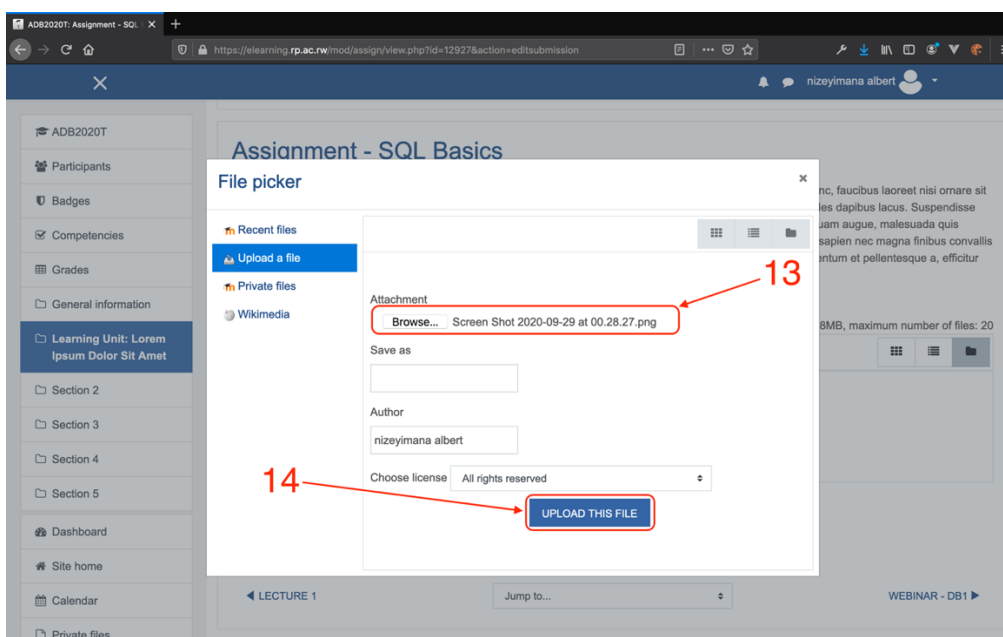 ADB2020T: Assignment - SQL
https://elearning.rp.ac.rw/mod/assign/view.php?id=12927&action=editsubmission
nizeyimana albert
ADB2020T
Participants
Badges
Competencies
Grades
General information
Learning Unit: Lorem
Ipsum Dolor Sit Amet
Section 2
Section 3
Section 4
Section 5
Dashboard
Site home
Calendar
Private files
Assignment - SQL Basics
nc, faucibus laoreet nisi ornare sit
les dapibus lacus. Suspendisse
uam augue, malesuada quis
sapien nec magna finibus convallis
entum et pellentesque a, efficitur
8MB, maximum number of files: 20
File picker
Recent files
Upload a file
Private files
Wikimedia
13
Attachment
Browse... Screen Shot 2020-09-29 at 00.28.27.png
Save as
Author
nizeyimana albert
Choose license All rights reserved
14
UPLOAD THIS FILE
LECTURE 1
Jump to...
WEBINAR - DB1